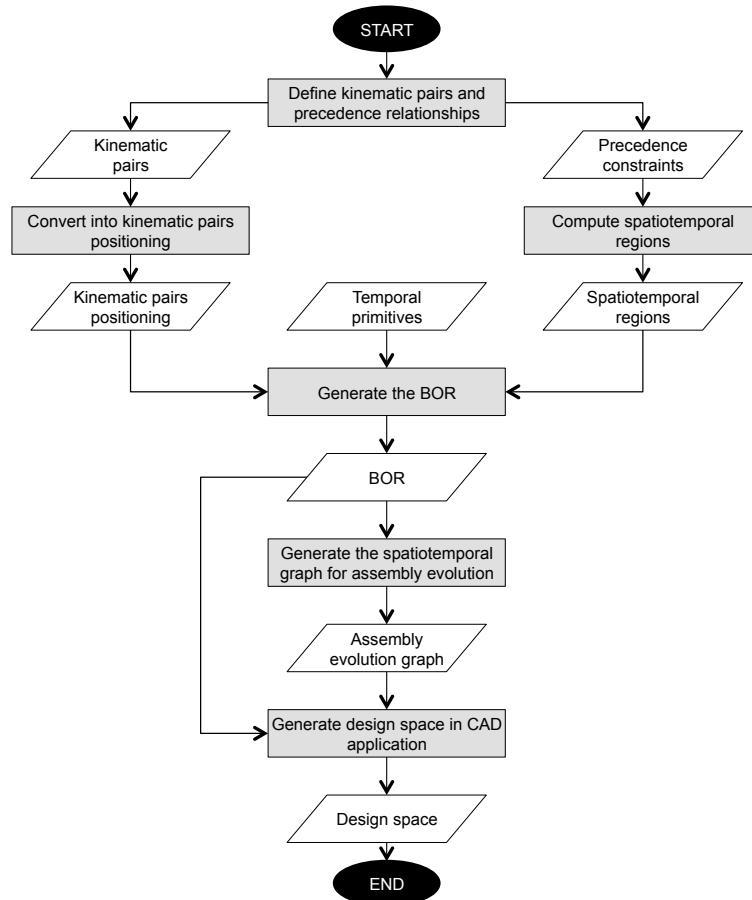 START
Define kinematic pairs and
precedence relationships
Kinematic
pairs
Precedence
constraints
Convert into kinematic pairs
positioning
Compute spatiotemporal
regions
Kinematic pairs
positioning
Temporal
primitives
Spatiotemporal
regions
Generate the BOR
BOR
Generate the spatiotemporal
graph for assembly evolution
Assembly
evolution graph
Generate design space in CAD
application
Design space
END